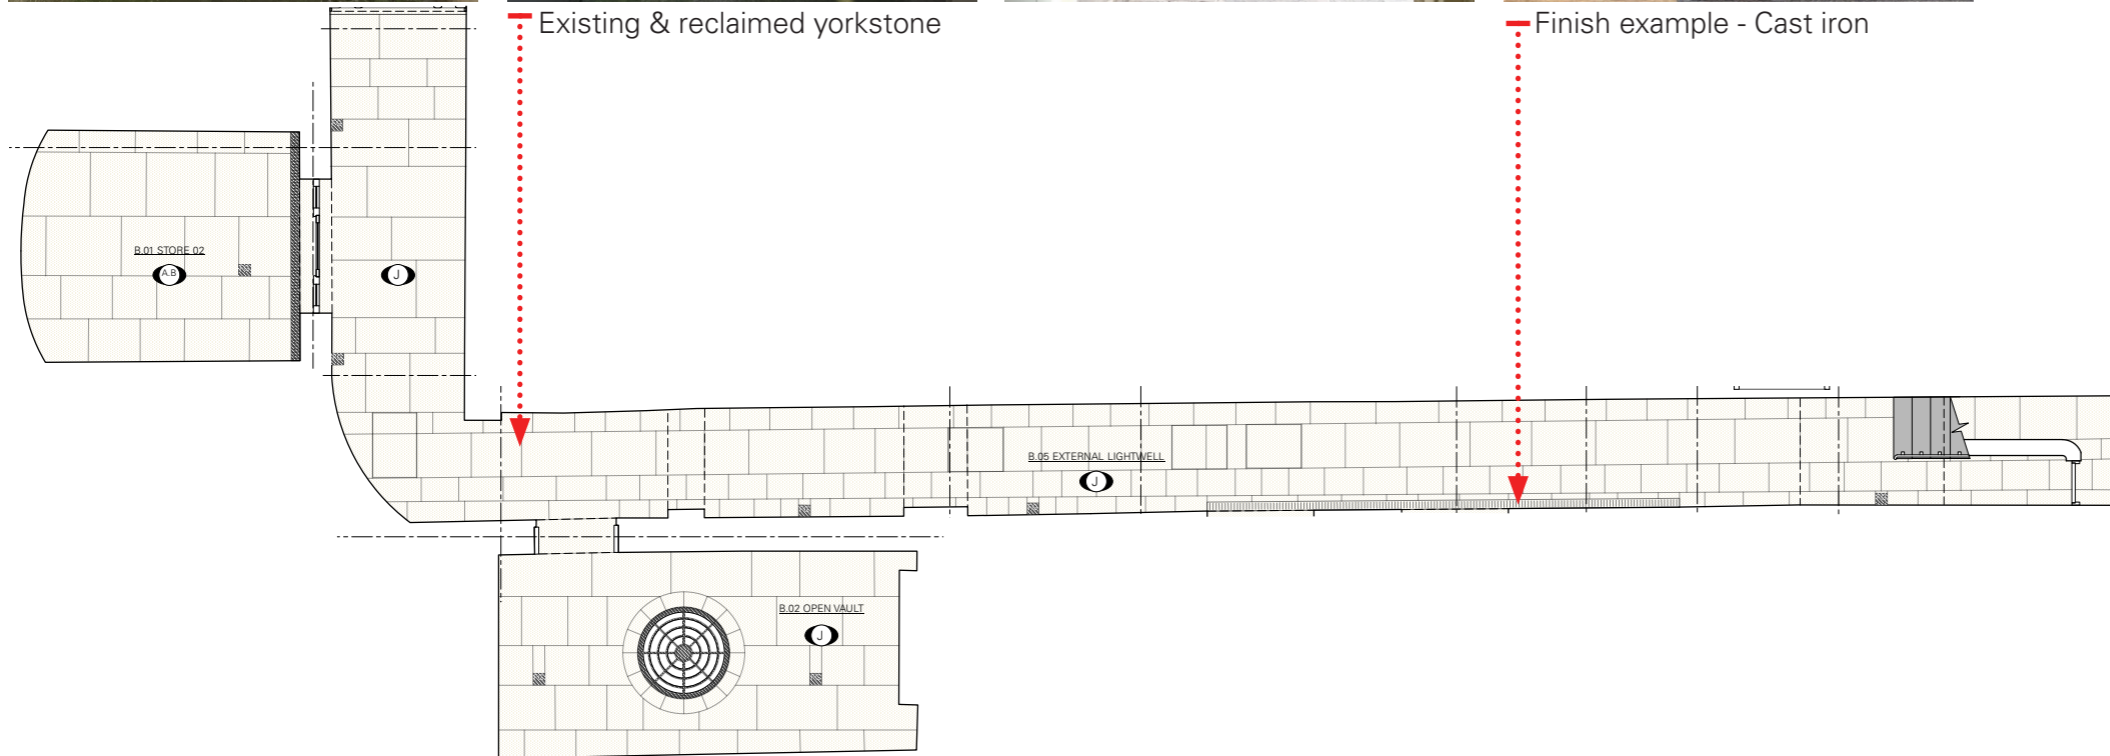 Existing & reclaimed yorkstone
Finish example - Cast iron
B.01 STORE 02
A.B
J
B.05 EXTERNAL LIGHTWELL
J
B.02 OPEN VAULT
J